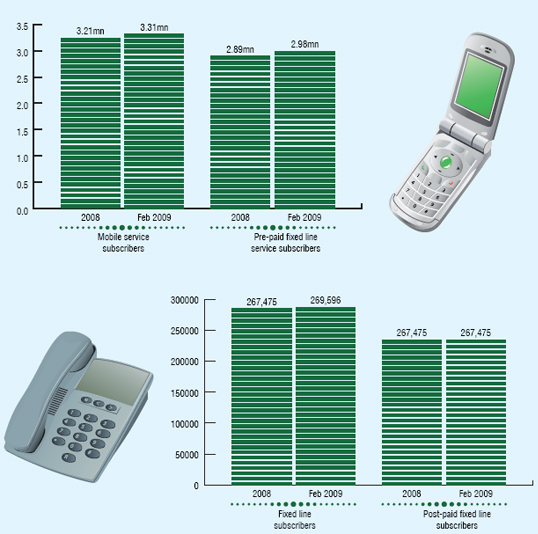 3.5
3.0
2.5
2.0
1.5
1.0
0.5
0.0
3.21mn
3.31mn
2.89mn
2.98mn
2008
Feb 2009
2008
Feb 2009
Mobile service
subscribers
Pre-paid fixed line
service subscribers
300000
250000
200000
150000
100000
50000
0
267,475
269,596
267,475
267,475
2008
Feb 2009
2008
Feb 2009
Fixed line
subscribers
Post-paid fixed line
subscribers